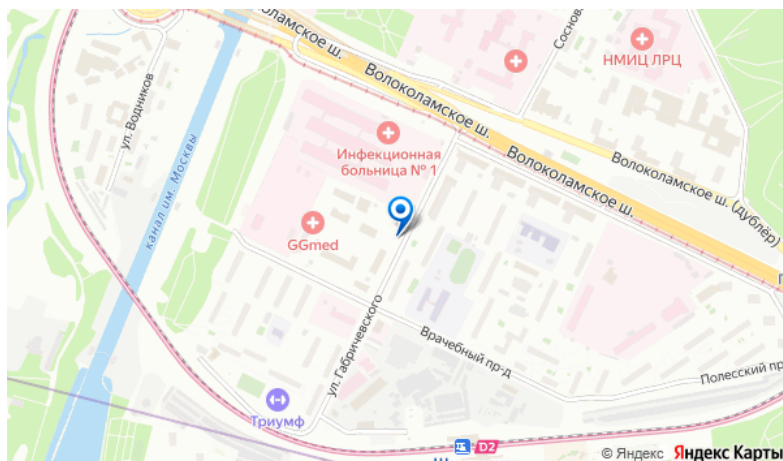 Волоколамское ш.
Соснов
НМИЦ ЛРЦ
Волоколамское ш.
ул. Водников
Инфекционная
больница № 1
Волоколамское ш.
Волоколамское ш. (дублёр)
канал им. Москвы
GGmed
ул. Габричевского
Врачебный пр-д
Полесский пр
Триумф
D2
© Яндекс Яндекс Карты